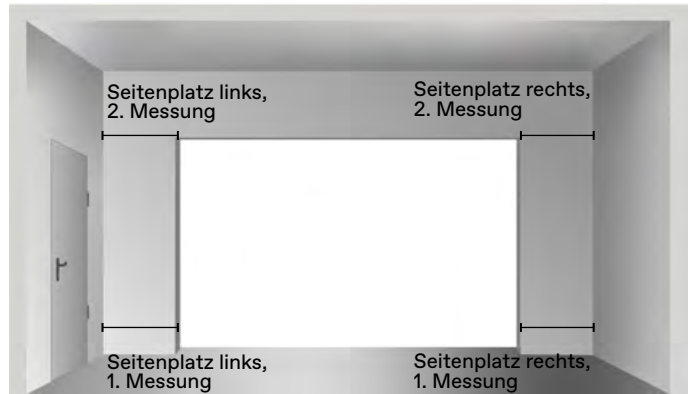 Seitenplatz links,
2. Messung
Seitenplatz rechts,
2. Messung
Seitenplatz links,
1. Messung
Seitenplatz rechts,
1. Messung